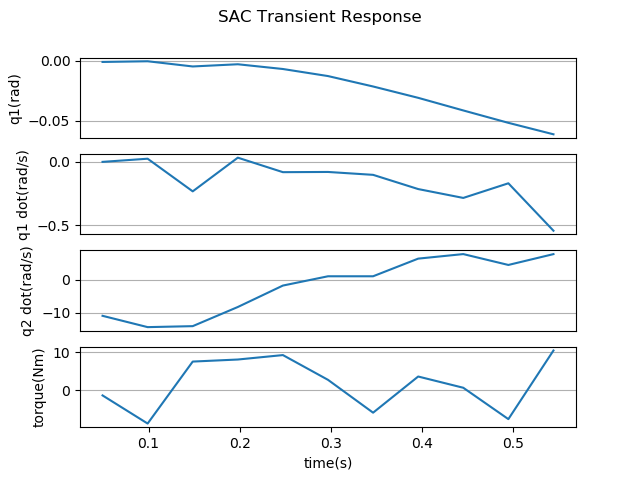 SAC Transient Response
q1(rad)
0.00
−0.05
q1 dot(rad/s)
0.0
−0.5
q2 dot(rad/s)
0
−10
torque(Nm)
10
0
0.1 0.2 0.3 0.4 0.5
time(s)